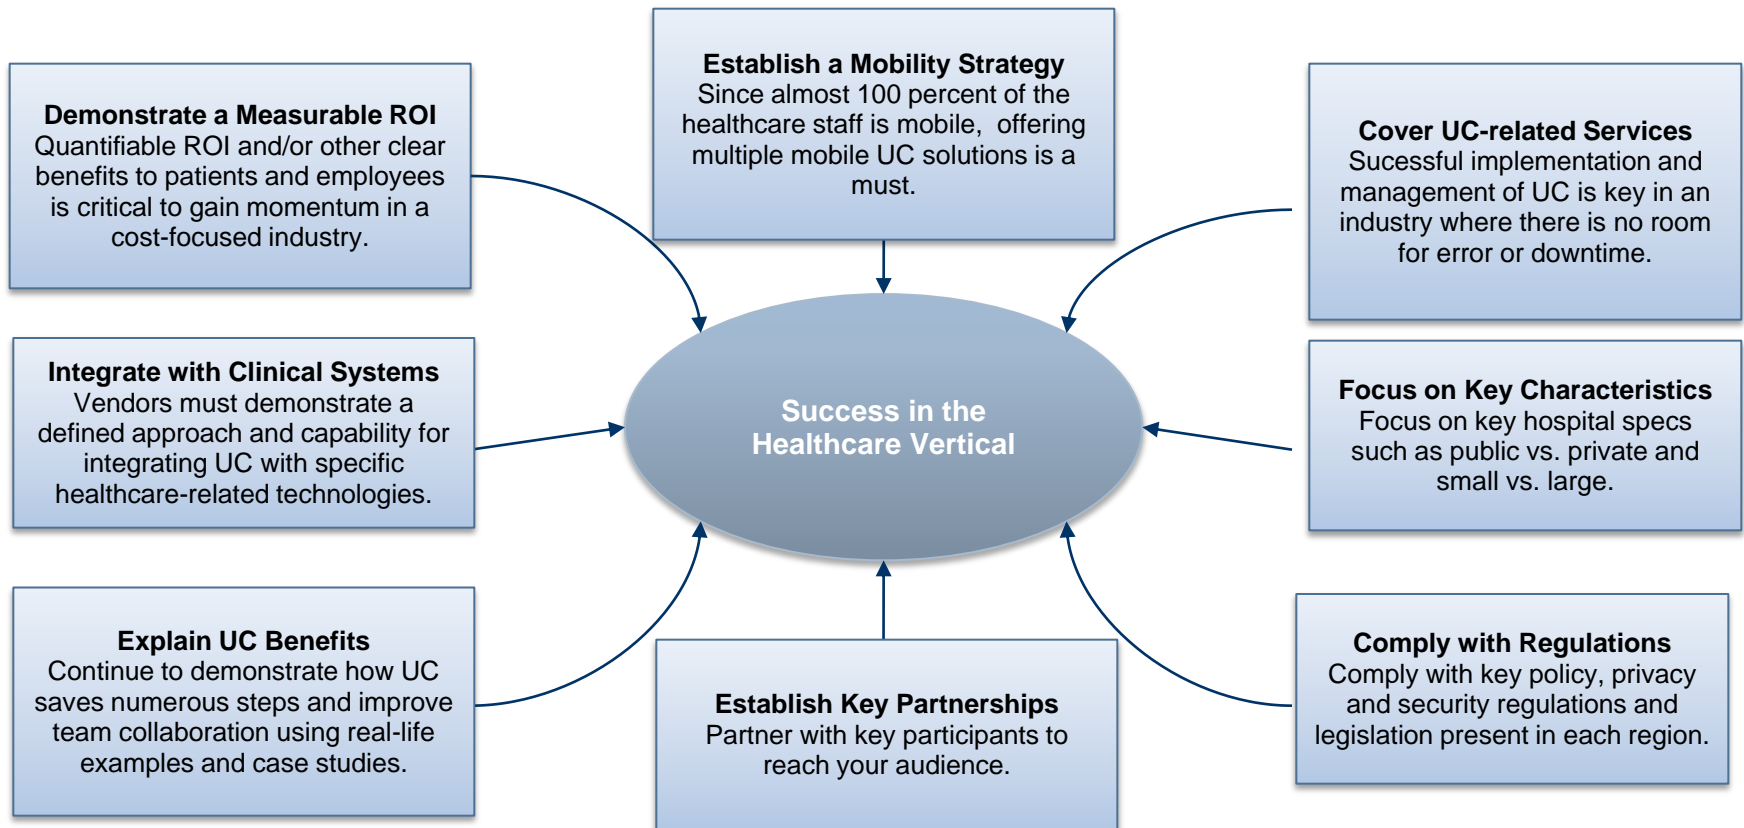 Demonstrate a Measurable ROI
Quantifiable ROI and/or other clear
benefits to patients and employees
is critical to gain momentum in a
cost-focused industry.
Establish a Mobility Strategy
Since almost 100 percent of the
healthcare staff is mobile,  offering
multiple mobile UC solutions is a
must.
Cover UC-related Services
Sucessful implementation and
management of UC is key in an
industry where there is no room
for error or downtime.
Integrate with Clinical Systems
Vendors must demonstrate a
defined approach and capability for
integrating UC with specific
healthcare-related technologies.
Success in the
Healthcare Vertical
Focus on Key Characteristics
Focus on key hospital specs
such as public vs. private and
small vs. large.
Explain UC Benefits
Continue to demonstrate how UC
saves numerous steps and improve
team collaboration using real-life
examples and case studies.
Establish Key Partnerships
Partner with key participants to
reach your audience.
Comply with Regulations
Comply with key policy, privacy
and security regulations and
legislation present in each region.